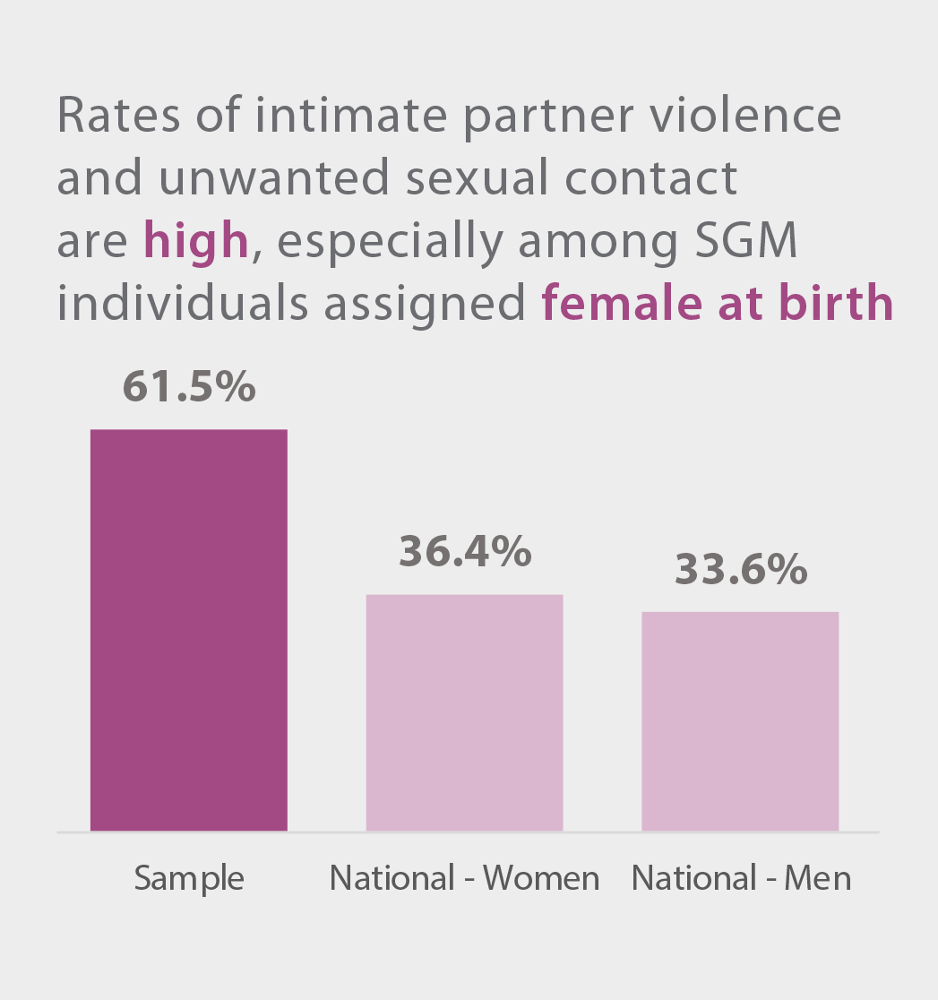 Rates of intimate partner violence
and unwanted sexual contact
are high, especially among SGM
individuals assigned female at birth
61.5%
36.4%
33.6%
Sample
National - Women
National - Men